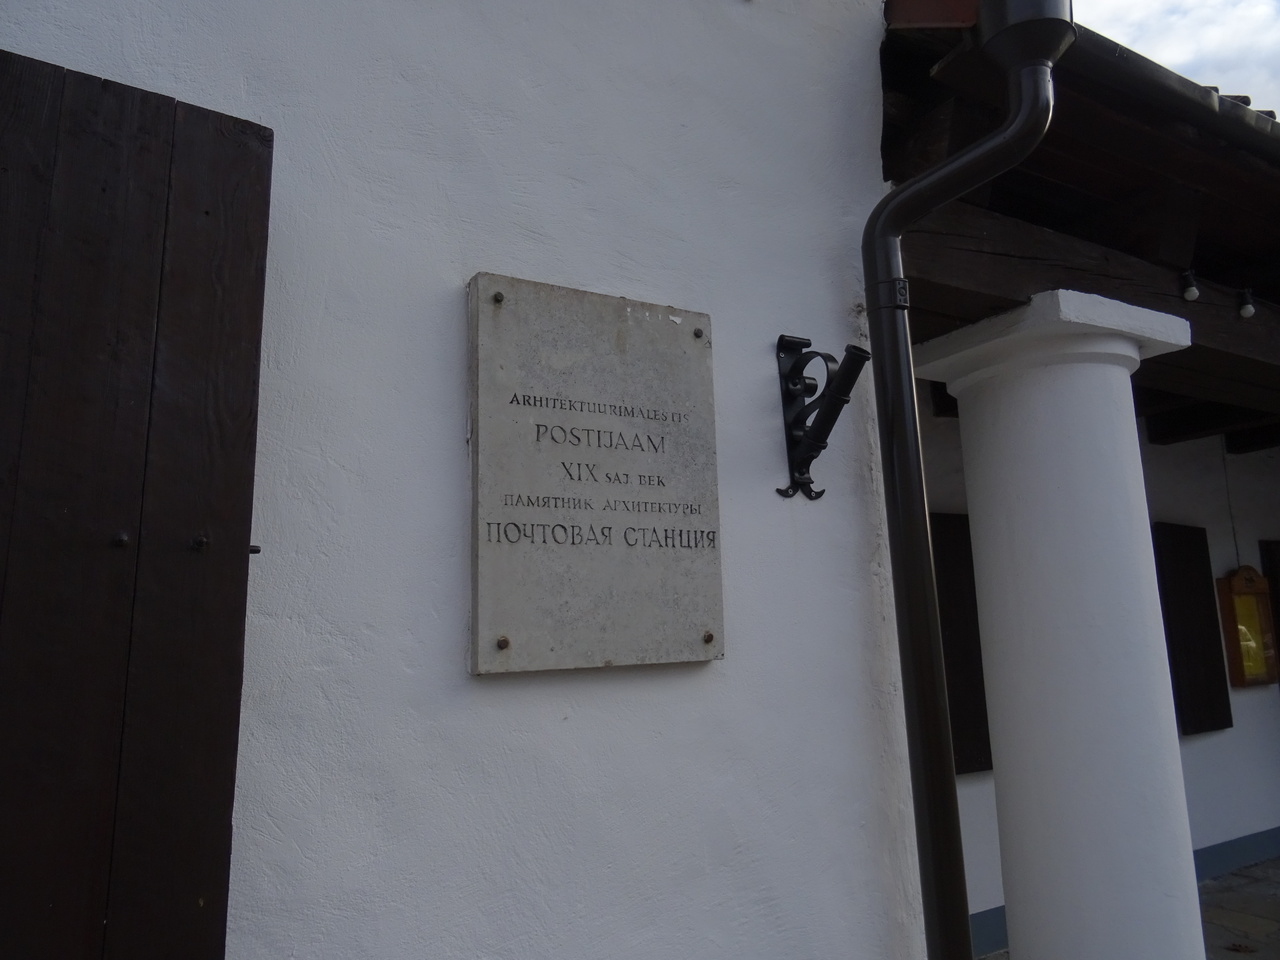 ARHITEKTUURIMÄLESTIS
POSTIJAAM
XIX SAJ. ВЕК
ПАМЯТНИК АРХИТЕКТУРЫ
ПОЧТОВАЯ СТАНЦИЯ